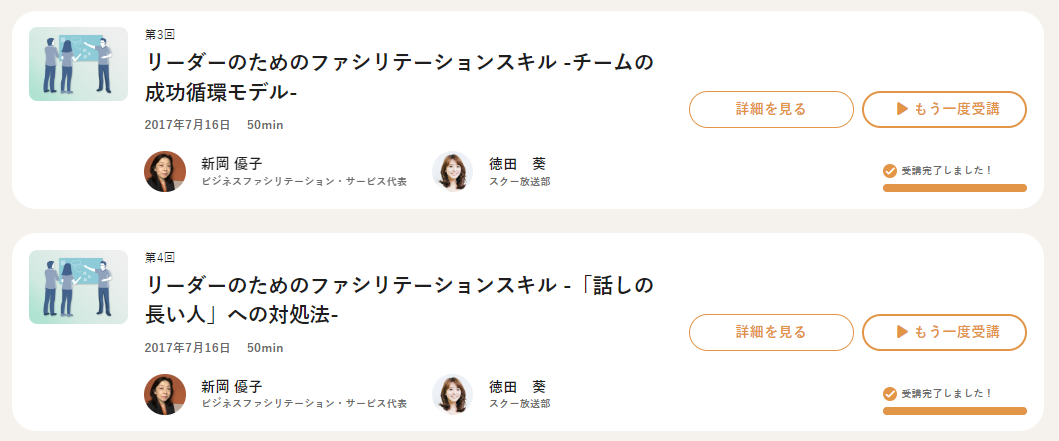 第3回
リーダーのためのファシリテーションスキル -チームの
成功循環モデル-
2017年7月16日 50min
詳細を見る
もう一度受講
新岡 優子
ビジネスファシリテーション・サービス代表
徳田 葵
スクー放送部
受講完了しました！
第4回
リーダーのためのファシリテーションスキル -「話しの
長い人」への対処法-
2017年7月16日 50min
詳細を見る
もう一度受講
新岡 優子
ビジネスファシリテーション・サービス代表
徳田 葵
スクー放送部
受講完了しました！